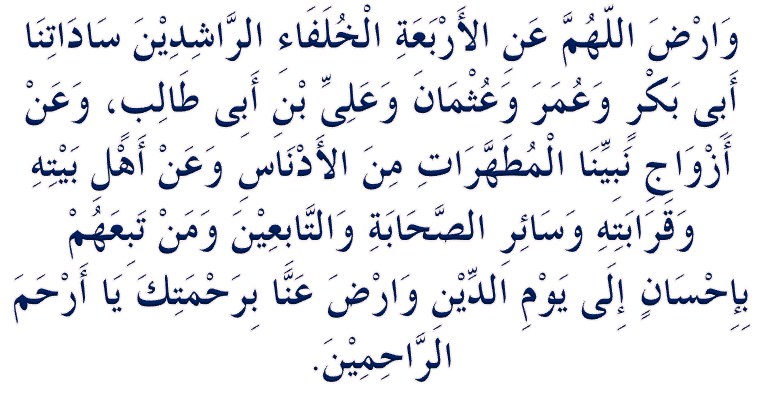 وَارْضَ اللّٰهُمَّ عَنِ الأَرْبَعَةِ الْخُلَفَاء الرَّاشِدِيْنَ سَادَاتِنَا
أَبِى بَكْرٍ وَعُمَرَ وَعُثْمَانَ وَعَلِىِّ بْنِ أَبِى طَالِبٍ، وَعَنْ
أَزْوَاجِ نَبِيِّنَا الْمُطَهَّرَاتِ مِنَ الأَدْنَاسِ وَعَنْ أَهْلِ بَيْتِهِ
وَقَرَابَتِهِ وَسَائِرِ الصَّحَابَةِ وَالتَّابِعِيْنَ وَمَنْ تَبِعَهُمْ
بِإِحْسَانٍ إِلَى يَوْمِ الدِّيْنِ وَارْضَ عَنَّا بِرَحْمَتِكَ يَا أَرْحَمَ
الرَّاحِمِيْنَ.